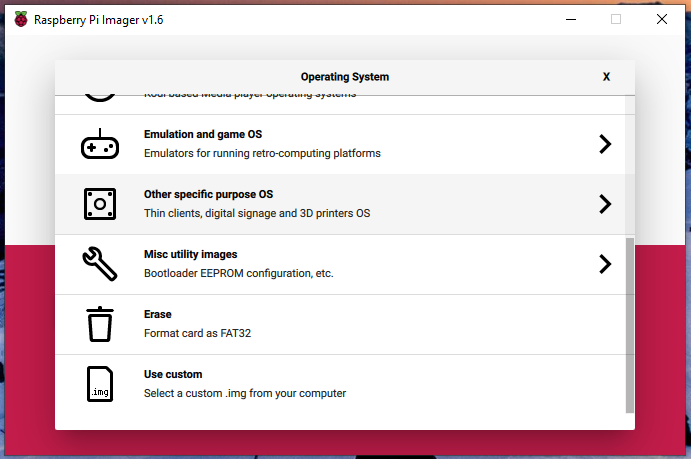 Raspberry Pi Imager v1.6
Operating System
X
Kodi based Media player operating systems
Emulation and game OS
Emulators for running retro-computing platforms
Other specific purpose OS
Thin clients, digital signage and 3D printers OS
Misc utility images
Bootloader EEPROM configuration, etc.
Erase
Format card as FAT32
.img
Use custom
Select a custom .img from your computer